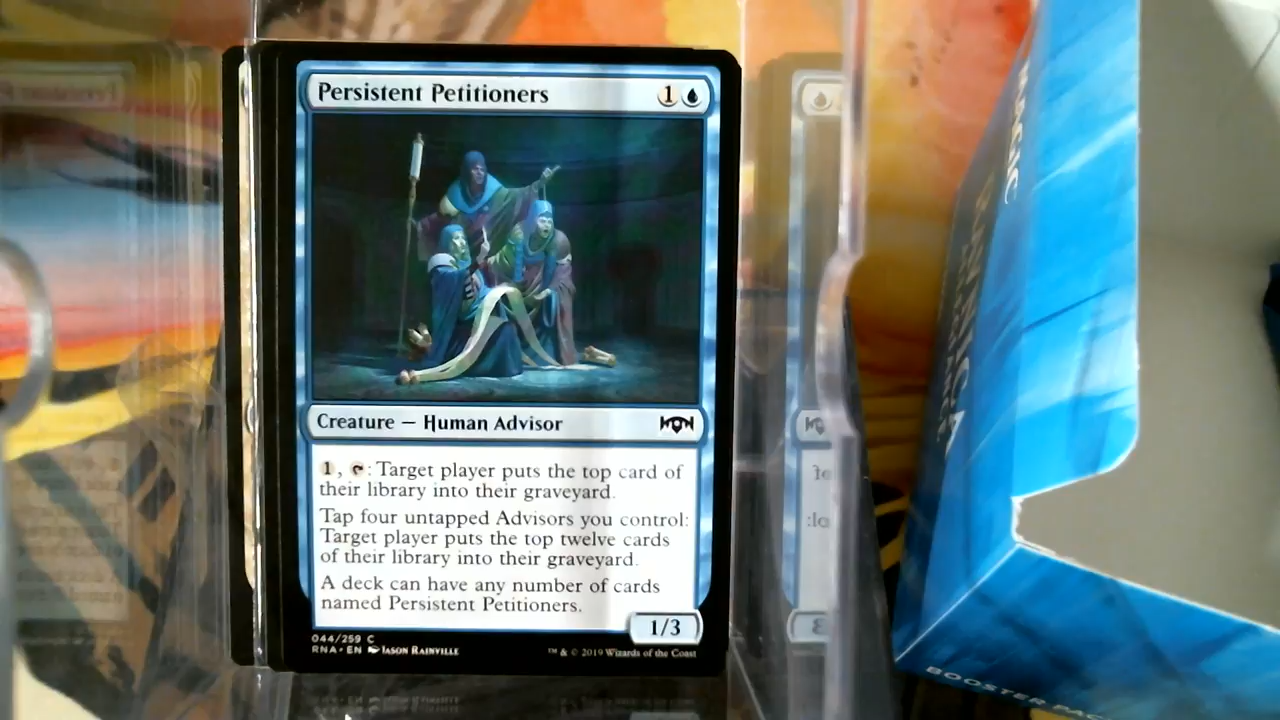 Persistent Petitioners 1
Creature — Human Advisor
1, : Target player puts the top card of
their library into their graveyard.
Tap four untapped Advisors you control:
Target player puts the top twelve cards
of their library into their graveyard.
A deck can have any number of cards
named Persistent Petitioners.
1/3
044/259 C
RNA • EN Jason Rainville
™ & © 2019 Wizards of the Coast
MAGIC
BOOSTER